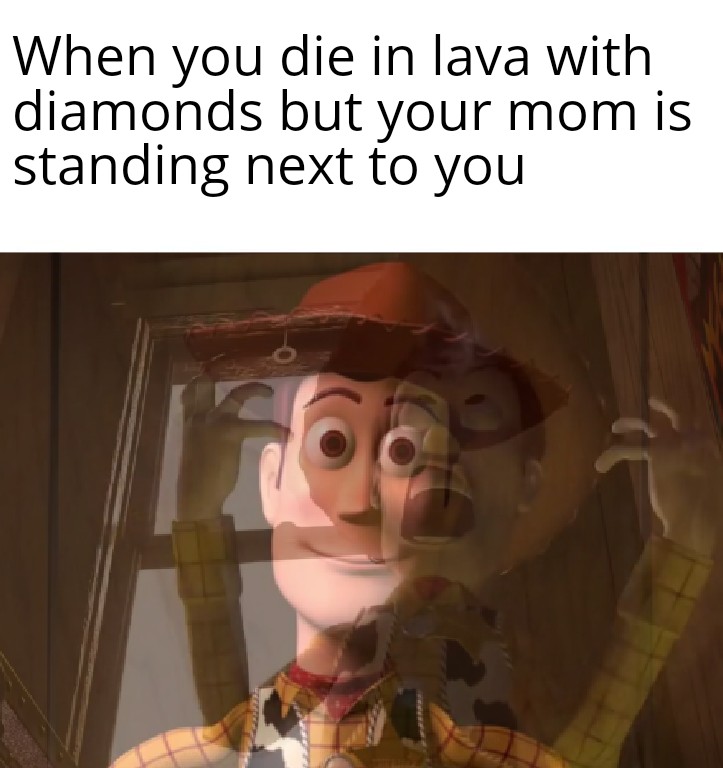 When you die in lava with
diamonds but your mom is
standing next to you